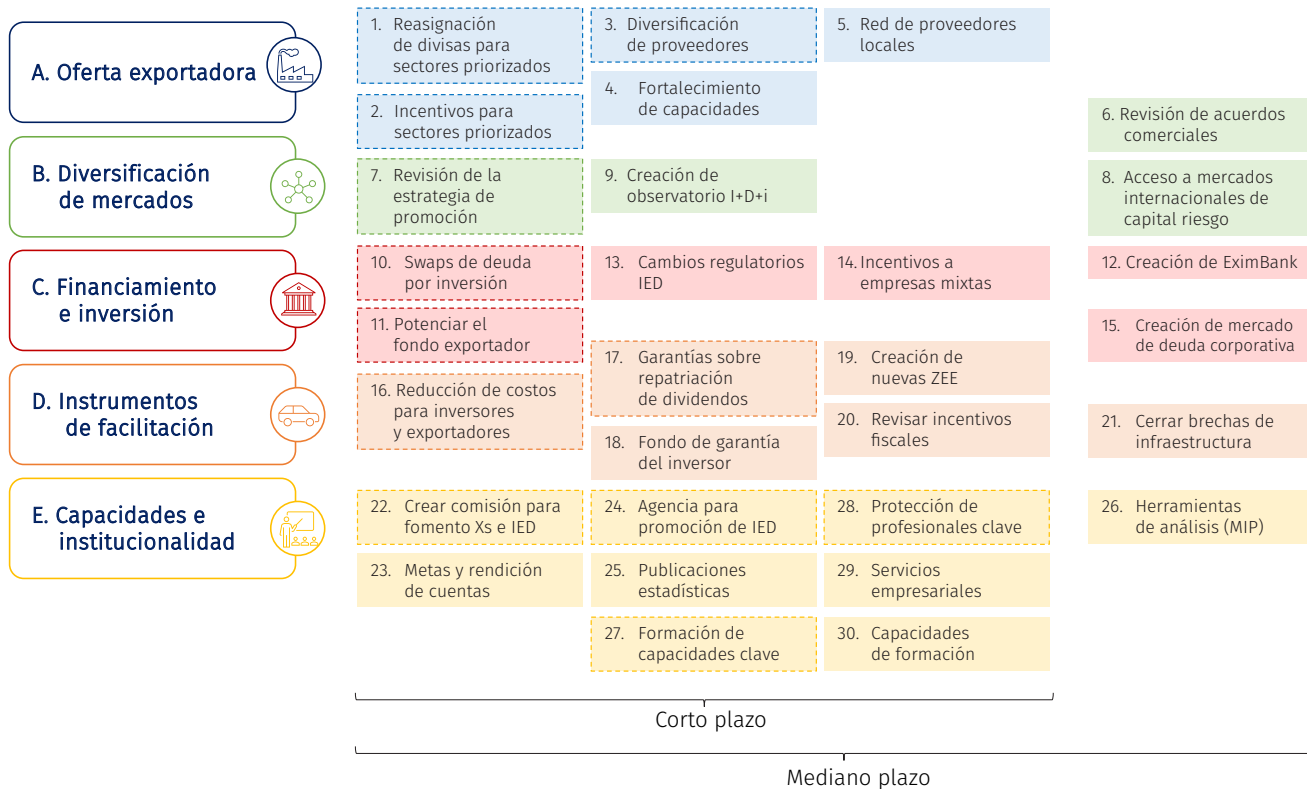 A. Oferta exportadora
1. Reasignación
de divisas para
sectores priorizados
2. Incentivos para
sectores priorizados
3. Diversificación
de proveedores
4. Fortalecimiento
de capacidades
5. Red de proveedores
locales
B. Diversificación
de mercados
6. Revisión de acuerdos
comerciales
7. Revisión de la
estrategia de
promoción
8. Acceso a mercados
internacionales de
capital riesgo
9. Creación de
observatorio I+D+i
C. Financiamiento
e inversión
10. Swaps de deuda
por inversión
11. Potenciar el
fondo exportador
12. Creación de EximBank
13. Cambios regulatorios
IED
14. Incentivos a
empresas mixtas
15. Creación de mercado
de deuda corporativa
D. Instrumentos
de facilitación
16. Reducción de costos
para inversores
y exportadores
17. Garantías sobre
repatriación
de dividendos
18. Fondo de garantía
del inversor
19. Creación de
nuevas ZEE
20. Revisar incentivos
fiscales
21. Cerrar brechas de
infraestructura
E. Capacidades e
institucionalidad
22. Crear comisión para
fomento Xs e IED
23. Metas y rendición
de cuentas
24. Agencia para
promoción de IED
25. Publicaciones
estadísticas
26. Herramientas
de análisis (MIP)
27. Formación de
capacidades clave
28. Protección de
profesionales clave
29. Servicios
empresariales
30. Capacidades
de formación
Corto plazo
Mediano plazo